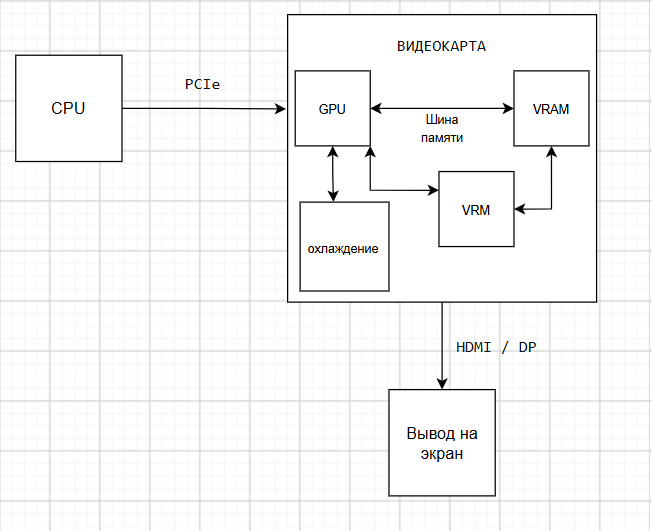 ВИДЕОКАРТА
CPU
PCIe
GPU
Шина
памяти
VRAM
VRM
охлаждение
HDMI / DP
Вывод на
экран